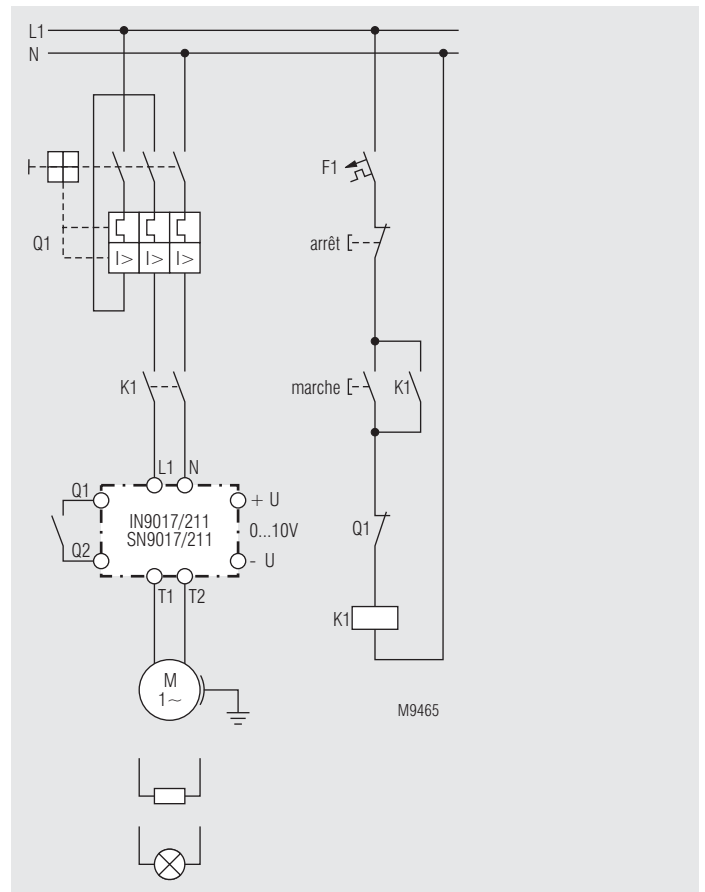 L1
N
F1
Q1
I> I> I>
arrêt
K1
marche K1
L1 N
Q1 + U
IN9017/211 0...10V
SN9017/211
Q2 - U
Q1
T1 T2
K1
M
1~
M9465